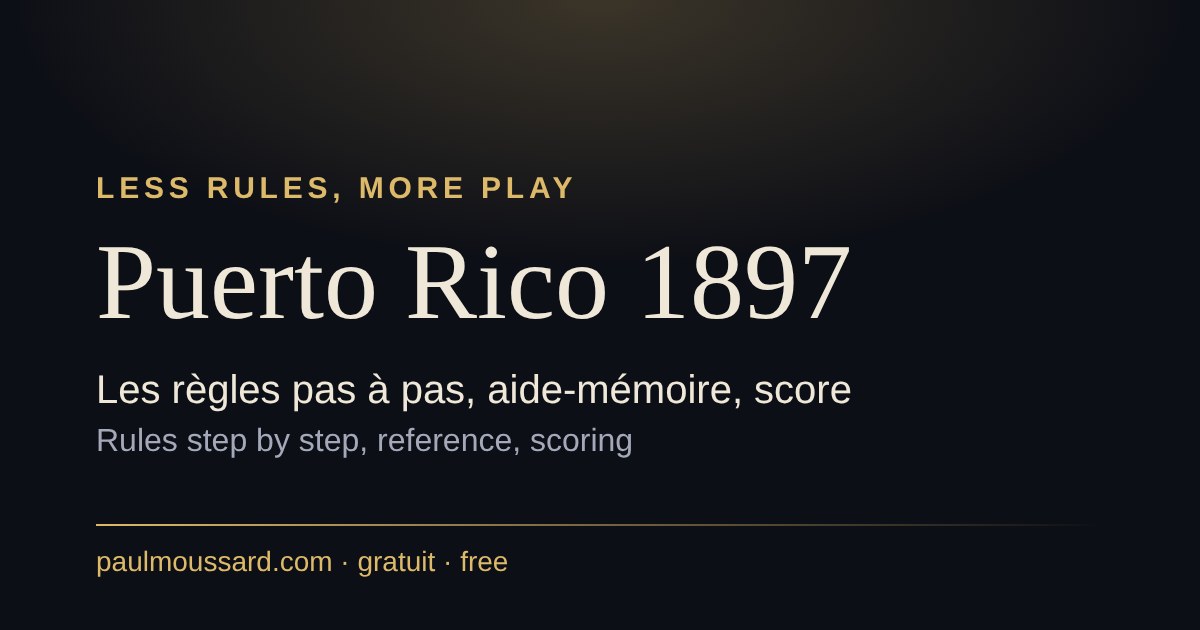 LESS RULES, MORE PLAY
Puerto Rico 1897
Les règles pas à pas, aide-mémoire, score
Rules step by step, reference, scoring
paulmoussard.com · gratuit · free